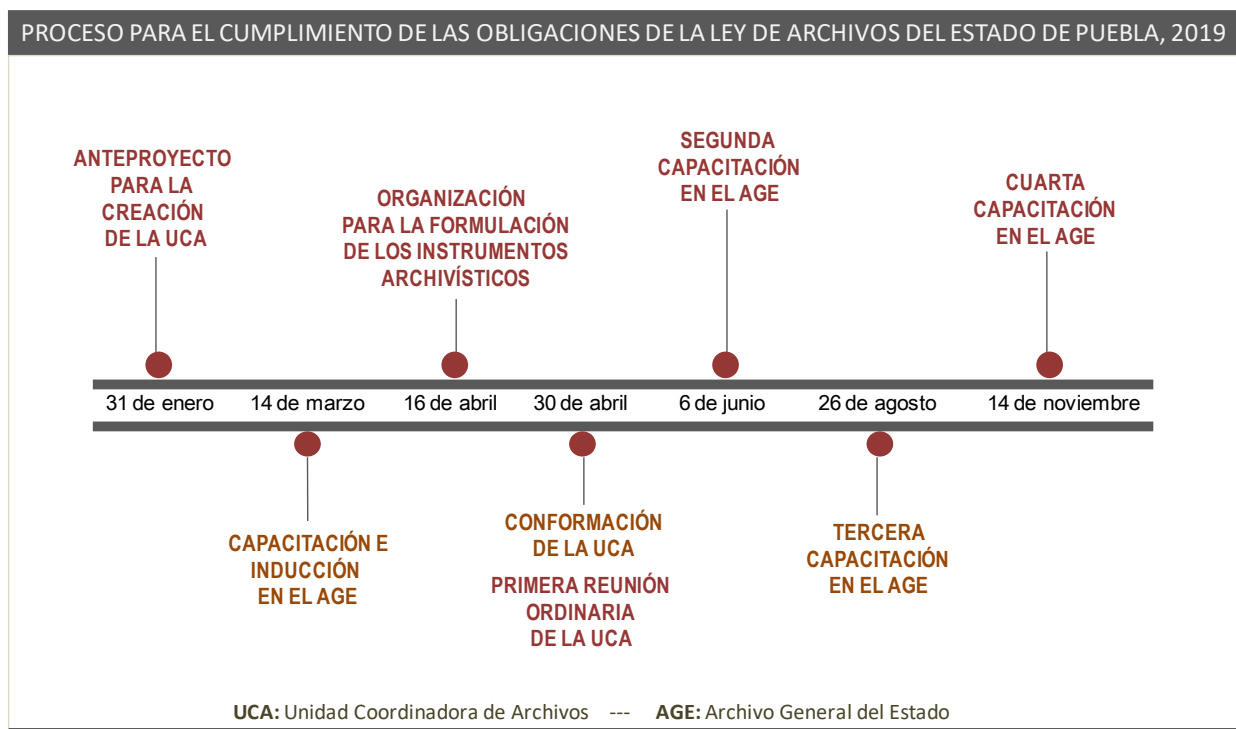 PROCESO PARA EL CUMPLIMIENTO DE LAS OBLIGACIONES DE LA LEY DE ARCHIVOS DEL ESTADO DE PUEBLA, 2019
ANTEPROYECTO
PARA LA
CREACIÓN
DE LA UCA
ORGANIZACIÓN
PARA LA FORMULACIÓN
DE LOS INSTRUMENTOS
ARCHIVÍSTICOS
SEGUNDA
CAPACITACIÓN
EN EL AGE
CUARTA
CAPACITACIÓN
EN EL AGE
31 de enero
14 de marzo
16 de abril
30 de abril
6 de junio
26 de agosto
14 de noviembre
CAPACITACIÓN E
INDUCCIÓN
EN EL AGE
CONFORMACIÓN
DE LA UCA
PRIMERA REUNIÓN
ORDINARIA
DE LA UCA
TERCERA
CAPACITACIÓN
EN EL AGE
UCA: Unidad Coordinadora de Archivos --- AGE: Archivo General del Estado